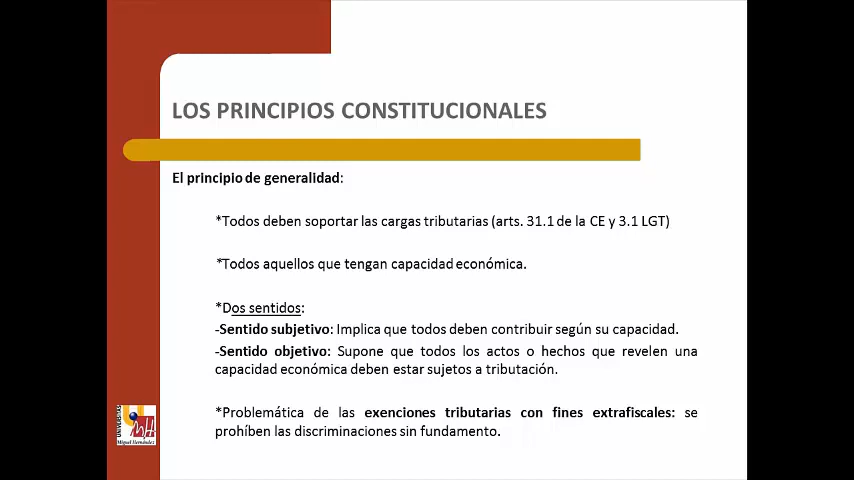 LOS PRINCIPIOS CONSTITUCIONALES
El principio de generalidad:
*Todos deben soportar las cargas tributarias (arts. 31.1 de la CE y 3.1 LGT)
*Todos aquellos que tengan capacidad económica.
*Dos sentidos:
-Sentido subjetivo: Implica que todos deben contribuir según su capacidad.
-Sentido objetivo: Supone que todos los actos o hechos que revelen una
capacidad económica deben estar sujetos a tributación.
*Problemática de las exenciones tributarias con fines extrafiscales: se
prohíben las discriminaciones sin fundamento.
UNIVERSITAS
Miguel Hernández